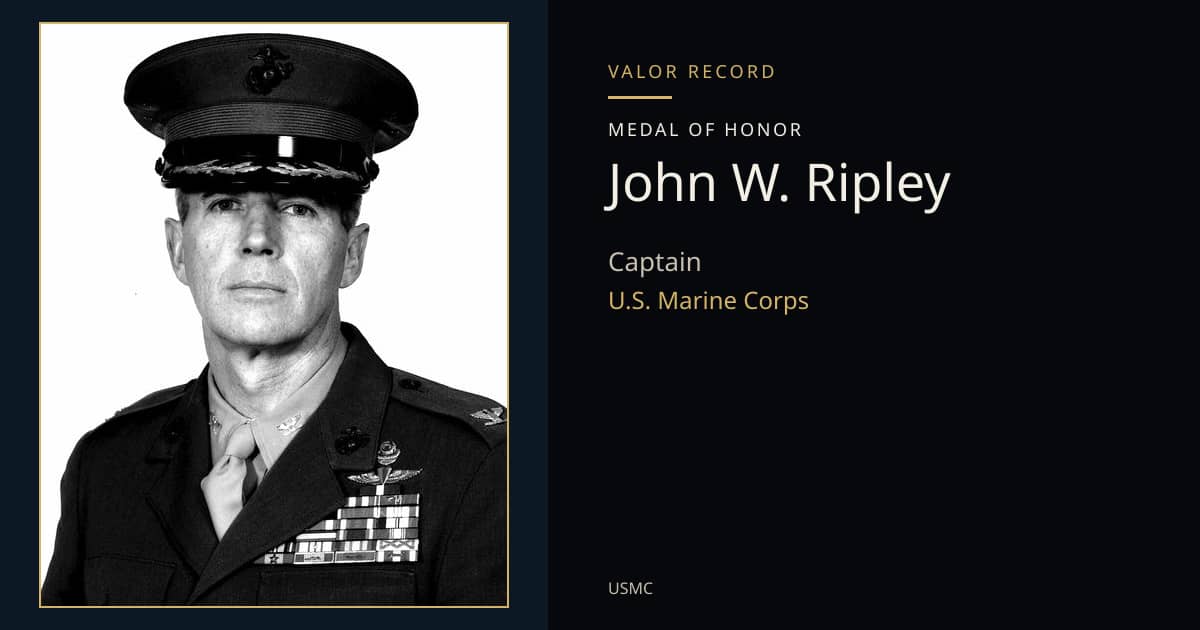 VALOR RECORD
MEDAL OF HONOR
John W. Ripley
Captain
U.S. Marine Corps
USMC